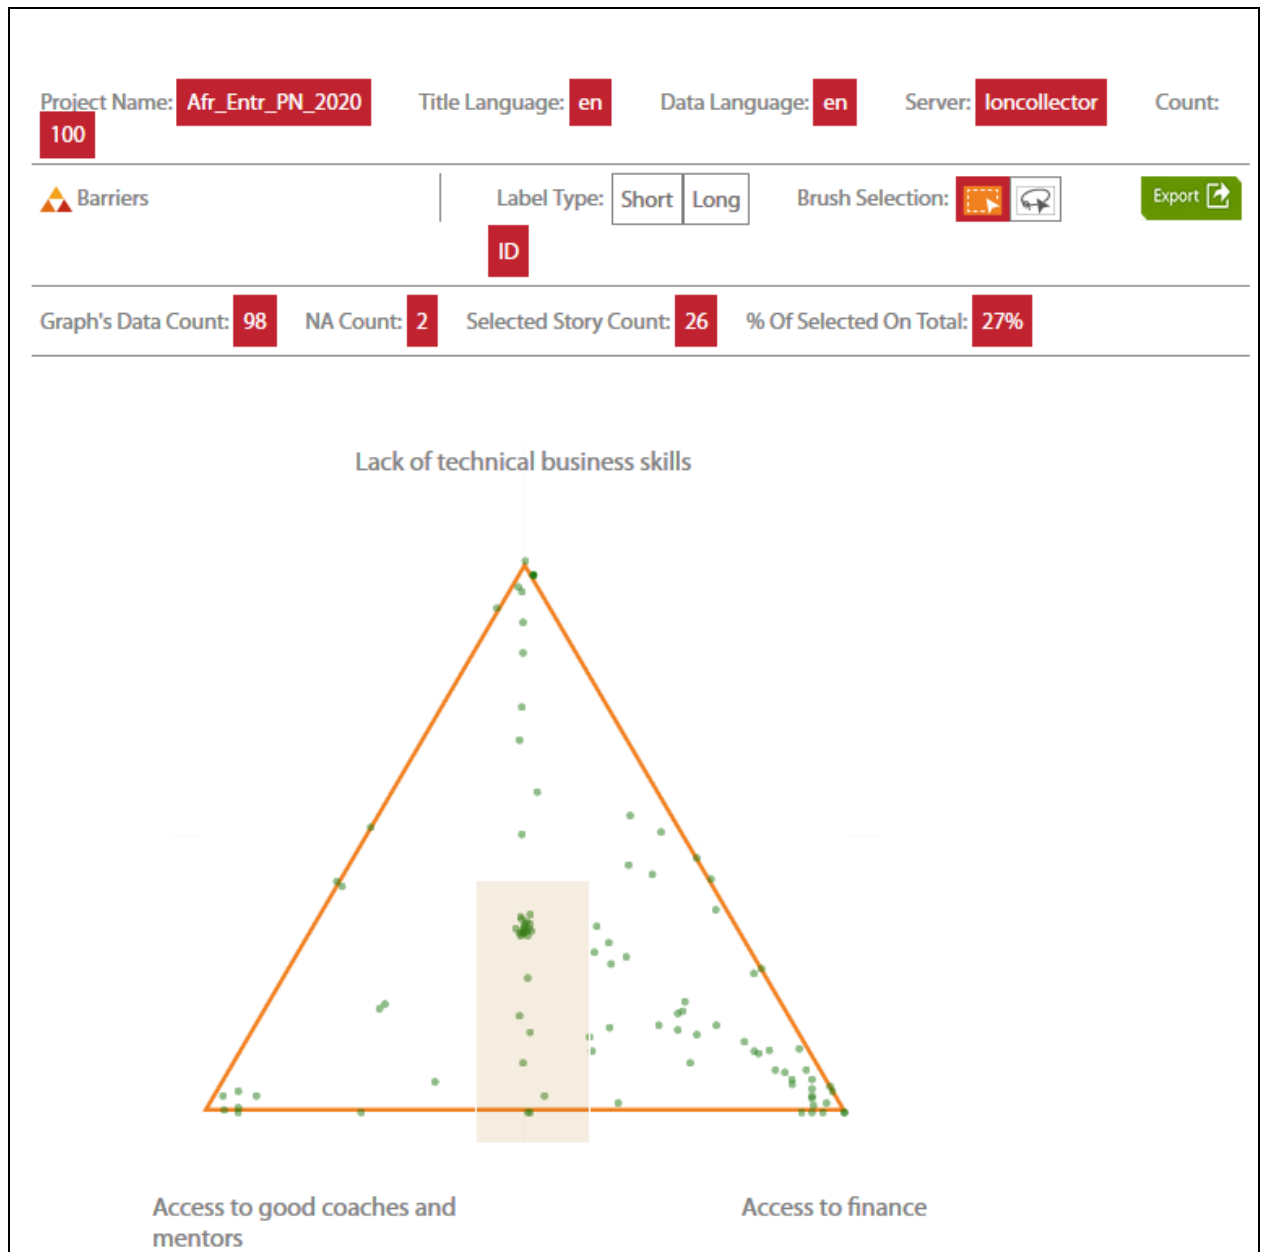 Project Name: Afr_Entr_PN_2020 Title Language: en Data Language: en Server: loncollector Count:
100
Barriers Label Type: Short Long Brush Selection: Export
ID
Graph's Data Count: 98 NA Count: 2 Selected Story Count: 26 % Of Selected On Total: 27%
Lack of technical business skills
Access to good coaches and Access to finance
mentors